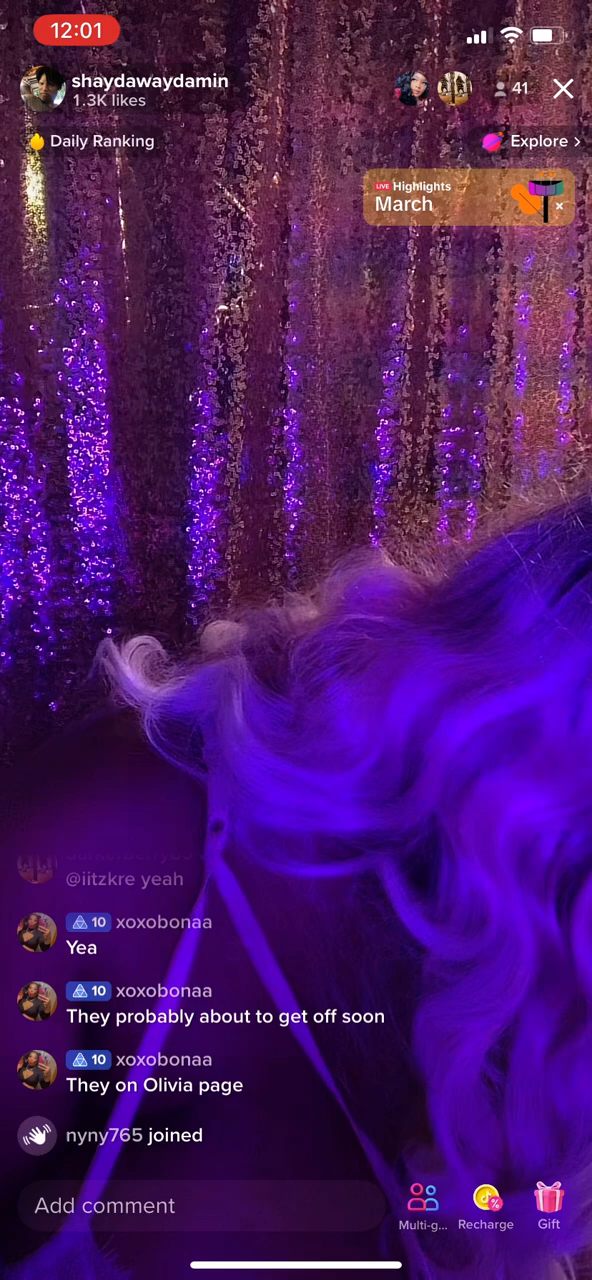 12:01
shaydawaydamin
1.3K likes
41
Daily Ranking
Explore >
LIVE Highlights
March
@iitzkre yeah
10 xoxobonaa
Yea
10 xoxobonaa
They probably about to get off soon
10 xoxobonaa
They on Olivia page
nyny765 joined
Add comment
Multi-g...
Recharge
Gift